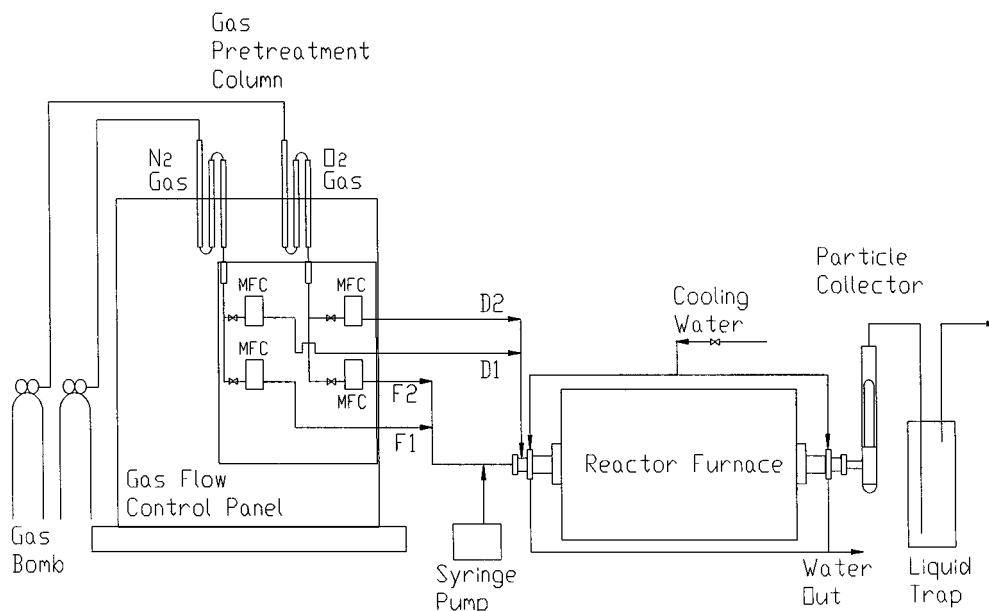 Gas
Pretreatment
Column
N2
Gas
O2
Gas
MFC
MFC
MFC
MFC
D2
D1
F2
F1
Cooling
Water
Particle
Collector
Reactor Furnace
Gas Flow
Control Panel
Gas
Bomb
Syringe
Pump
Water
Out
Liquid
Trap